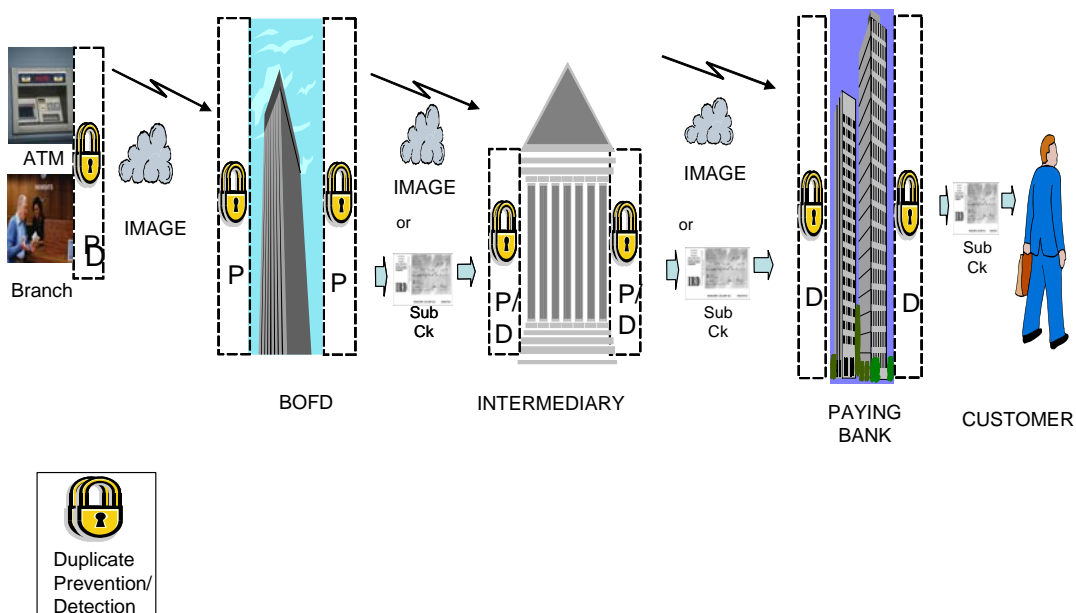 ATM
Branch
D
IMAGE
P
P
BOFD
IMAGE
or
Sub
Ck
P/
D
P/
D
INTERMEDIARY
IMAGE
or
Sub
Ck
D
D
PAYING
BANK
Sub
Ck
CUSTOMER
Duplicate
Prevention/
Detection